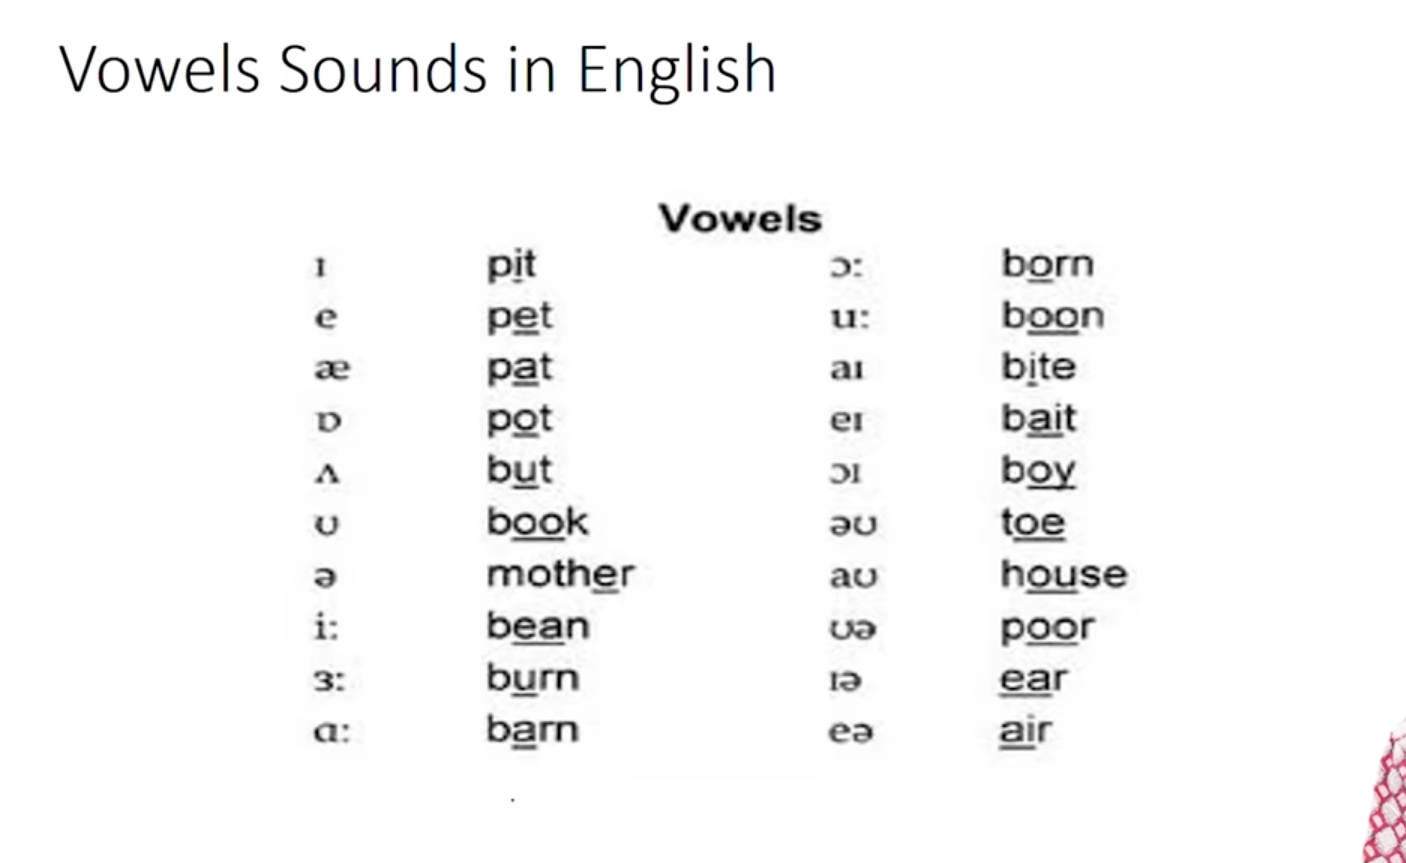 Vowels Sounds in English
Vowels
ɪ pit ɔː born
e pet uː boon
æ pat aɪ bite
ɒ pot eɪ bait
ʌ but ɔɪ boy
ʊ book əʊ toe
ə mother aʊ house
iː bean ʊə poor
ɜː burn ɪə ear
ɑː barn eə air